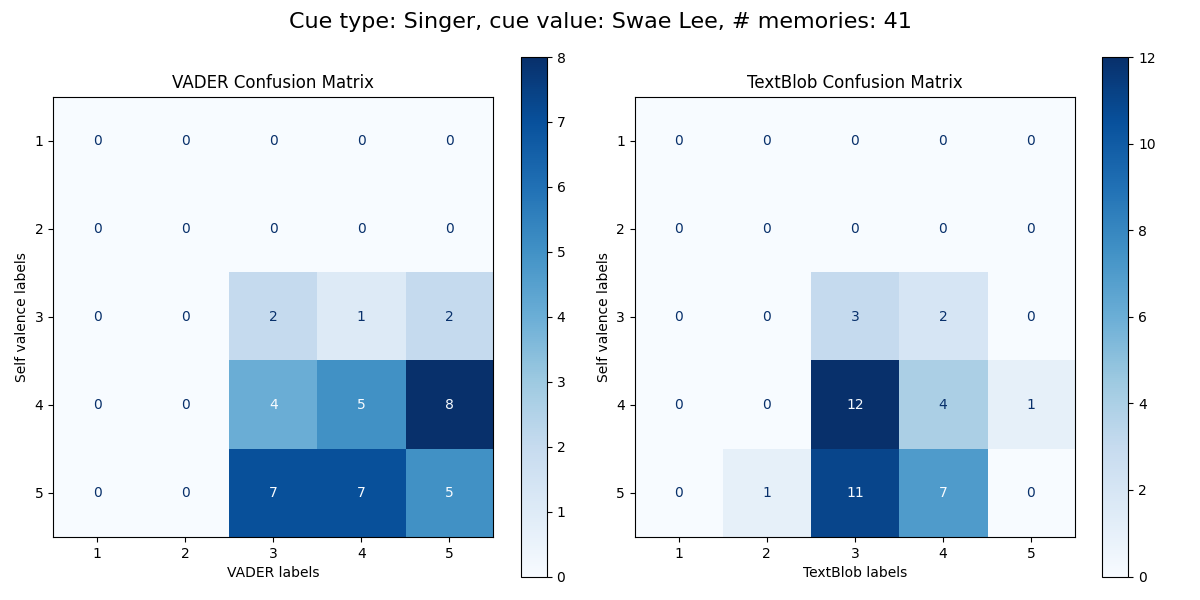 Cue type: Singer, cue value: Swae Lee, # memories: 41
VADER Confusion Matrix
Self valence labels
1 0 0 0 0 0
2 0 0 0 0 0
3 0 0 2 1 2
4 0 0 4 5 8
5 0 0 7 7 5
1 2 3 4 5
VADER labels
8
7
6
5
4
3
2
1
0
TextBlob Confusion Matrix
Self valence labels
1 0 0 0 0 0
2 0 0 0 0 0
3 0 0 3 2 0
4 0 0 12 4 1
5 0 1 11 7 0
1 2 3 4 5
TextBlob labels
12
10
8
6
4
2
0